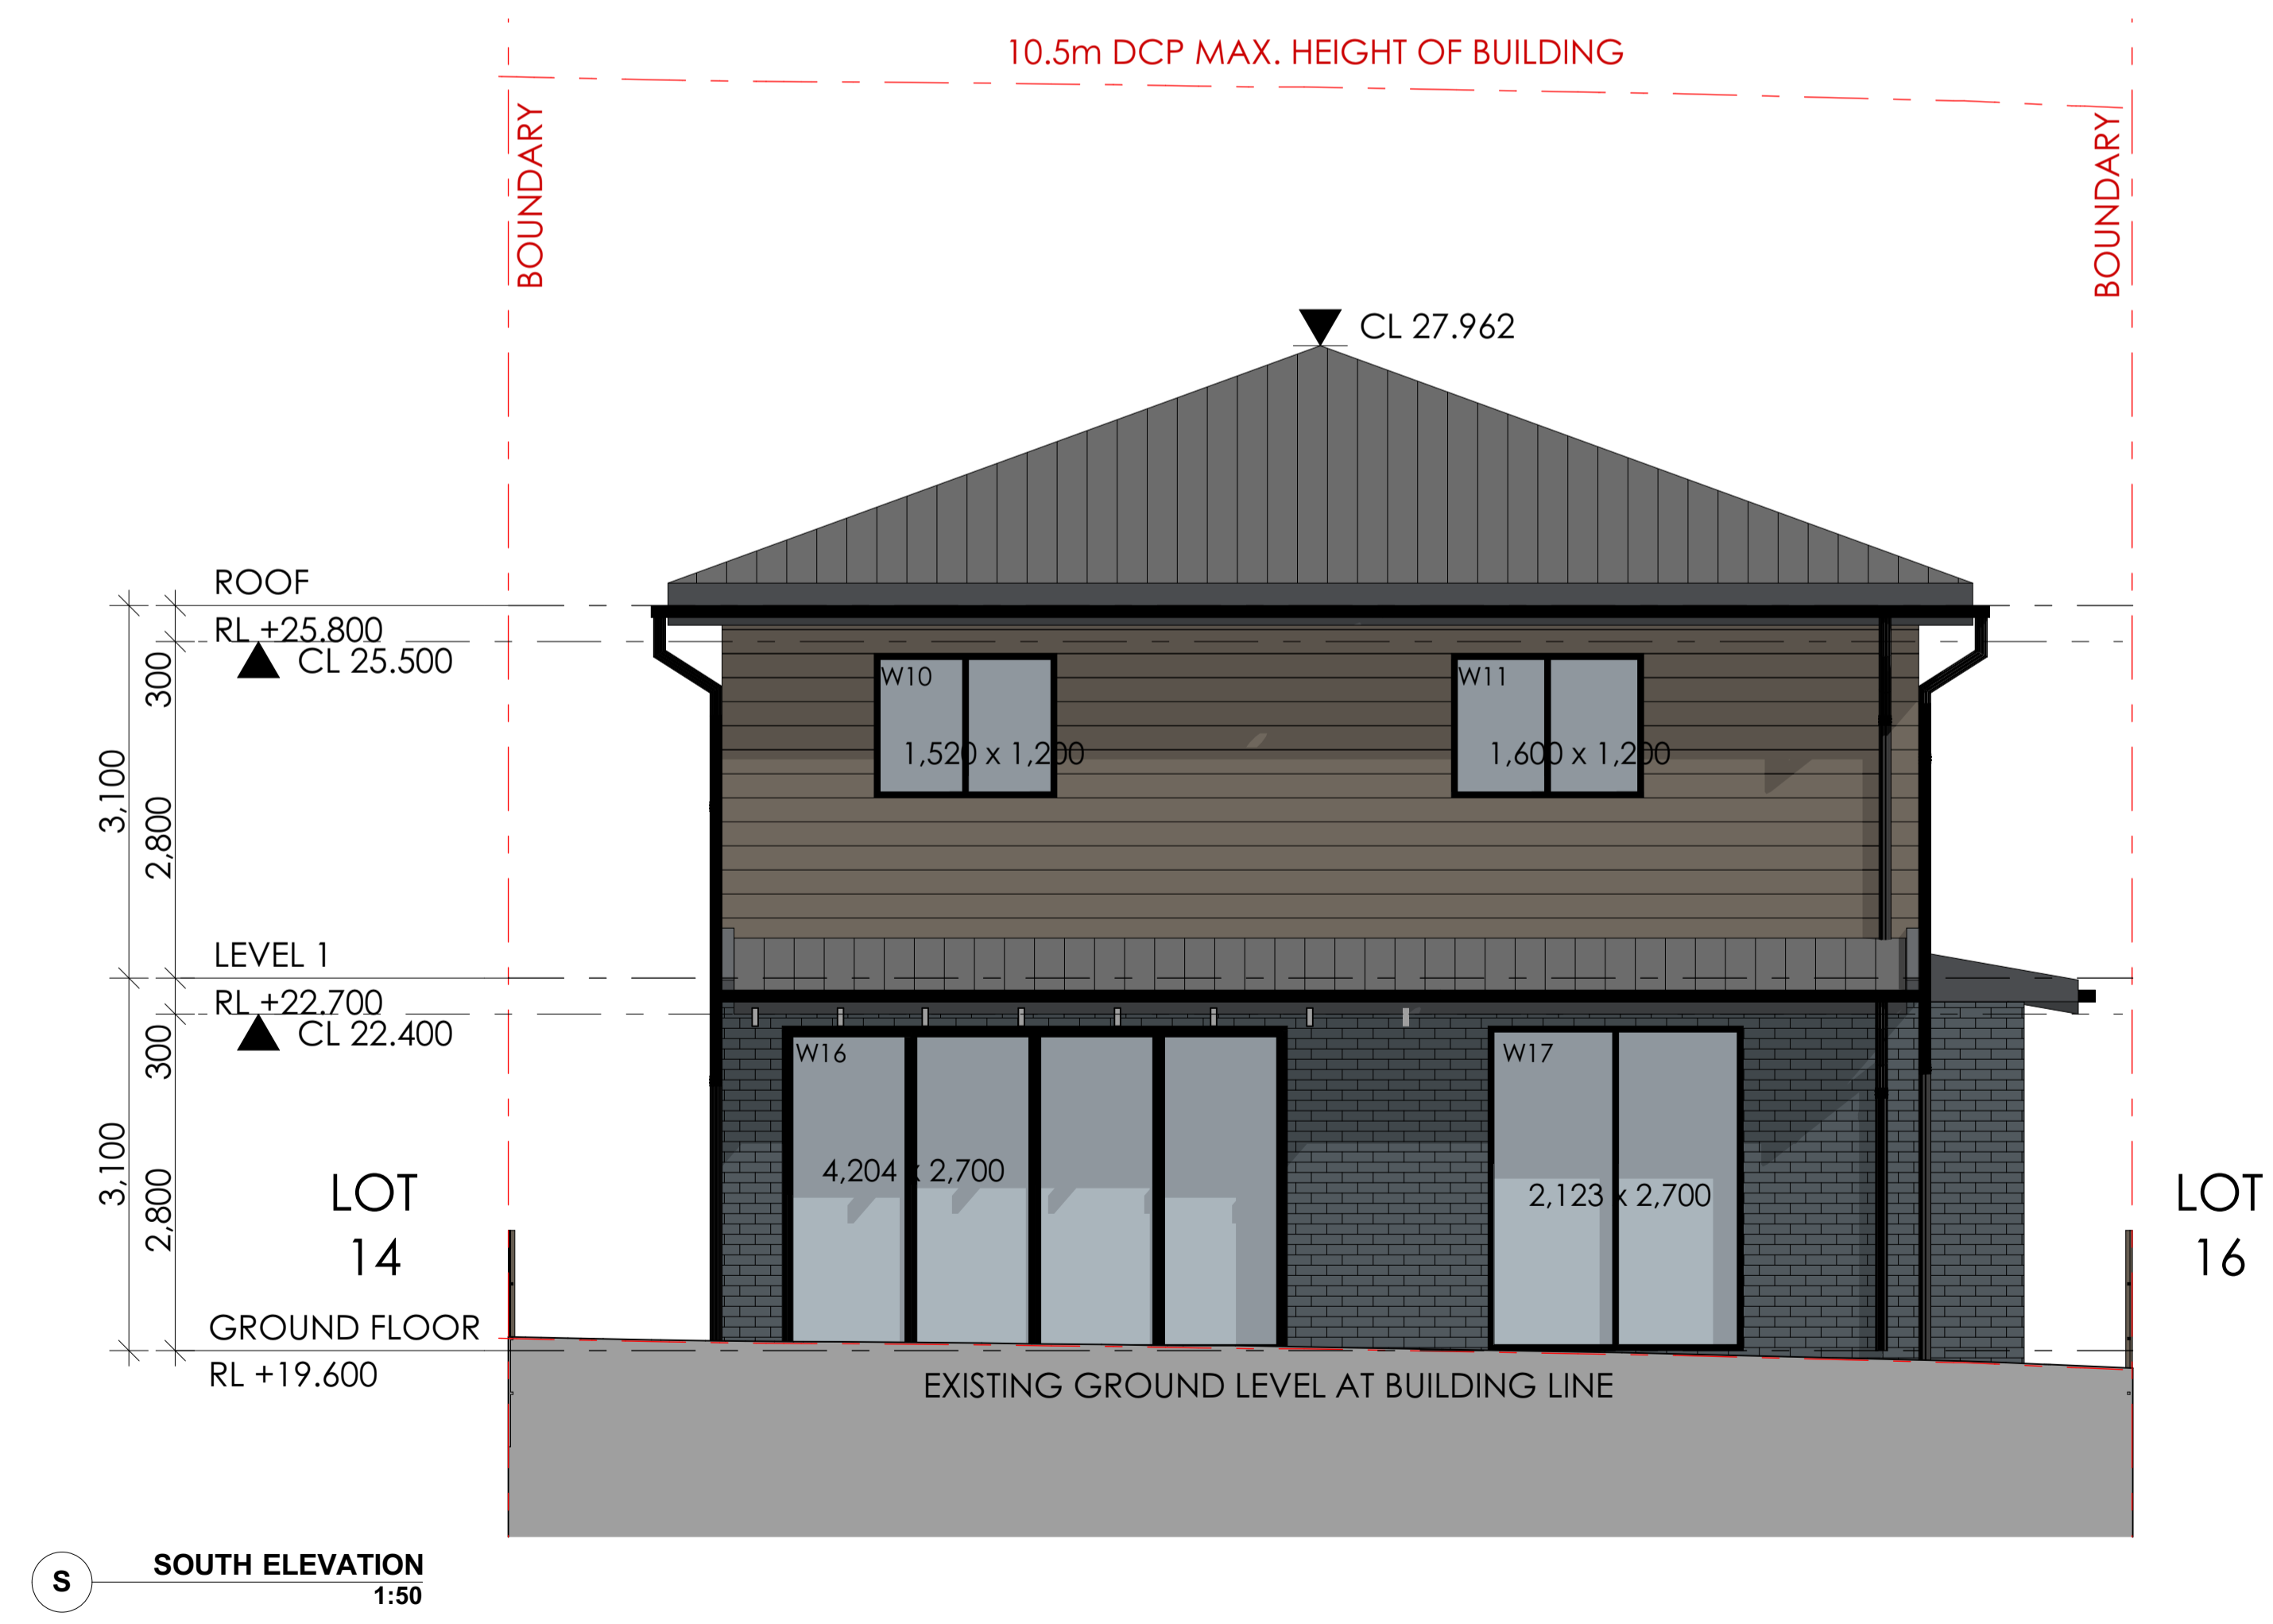 10.5m DCP MAX. HEIGHT OF BUILDING
BOUNDARY
BOUNDARY
CL 27.962
ROOF
RL +25.800
CL 25.500
300
W10
W11
1,520 x 1,200
1,600 x 1,200
3,100
2,800
LEVEL 1
RL +22.700
CL 22.400
300
W16
W17
4,204 x 2,700
2,123 x 2,700
3,100
2,800
LOT
14
LOT
16
GROUND FLOOR
RL +19.600
EXISTING GROUND LEVEL AT BUILDING LINE
S
SOUTH ELEVATION
1:50